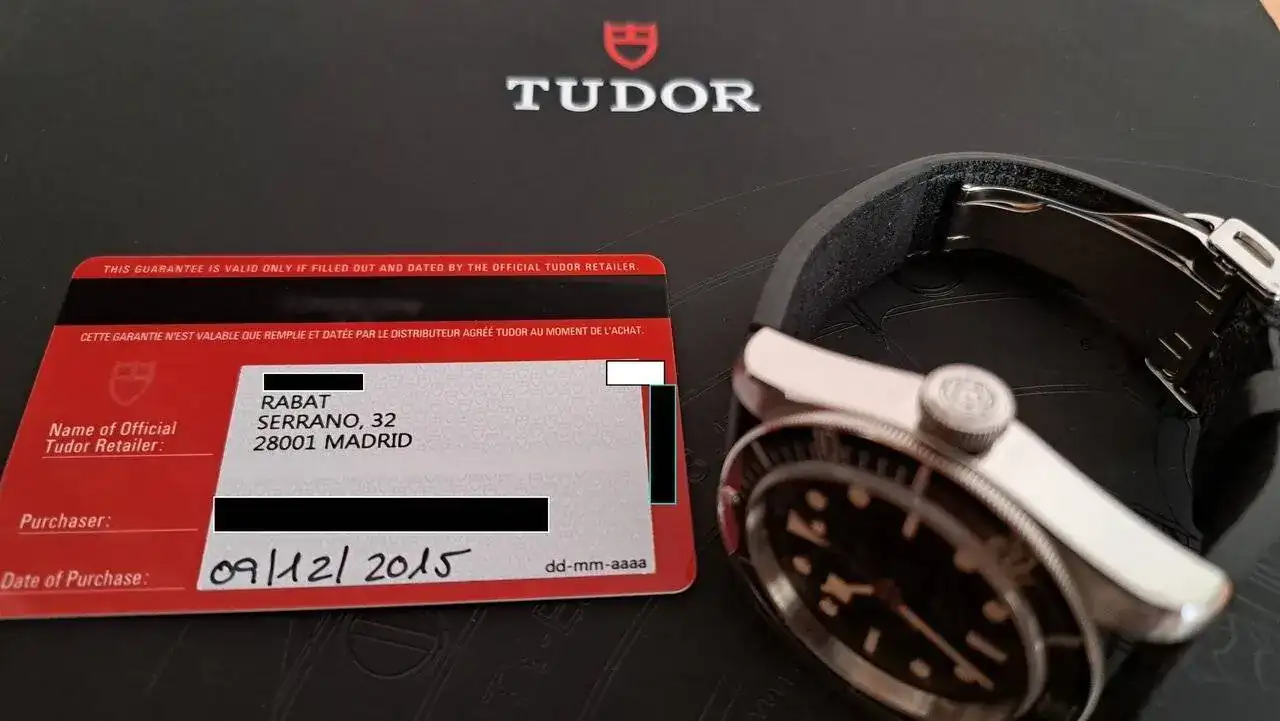 TUDOR
THIS GUARANTEE IS VALID ONLY IF FILLED OUT AND DATED BY THE OFFICIAL TUDOR RETAILER.
CETTE GARANTIE N'EST VALABLE QUE REMPLIE ET DATÉE PAR LE DISTRIBUTEUR AGRÉÉ TUDOR AU MOMENT DE L'ACHAT.
Name of Official
Tudor Retailer:
RABAT
SERRANO, 32
28001 MADRID
Purchaser:
Date of Purchase:
09/12/2015
dd-mm-aaaa